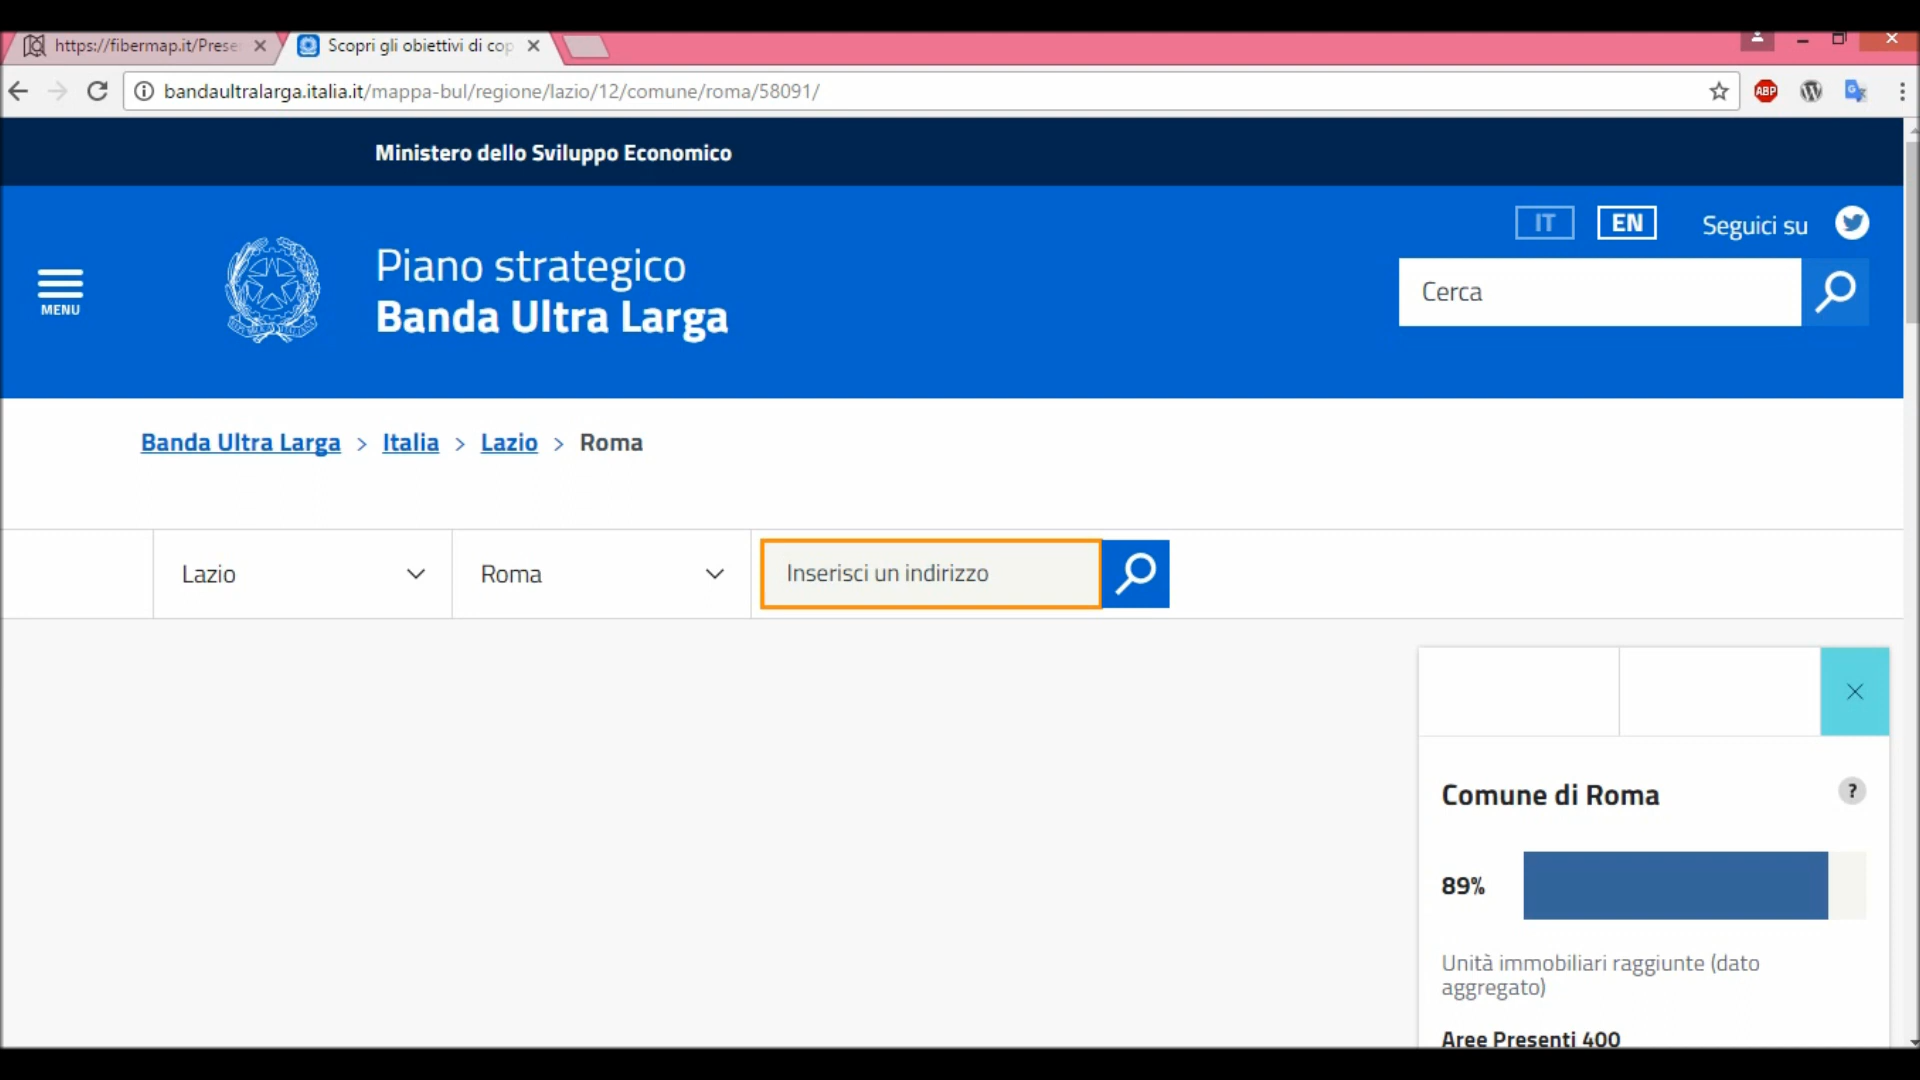 https://fibermap.it/Prese
Scopri gli obiettivi di cop
bandaultralarga.italia.it/mappa-bul/regione/lazio/12/comune/roma/58091/
ABP
Ministero dello Sviluppo Economico
IT
EN
Seguici su
MENU
Piano strategico
Banda Ultra Larga
Cerca
Banda Ultra Larga > Italia > Lazio > Roma
Lazio
Roma
Inserisci un indirizzo
Comune di Roma
?
89%
Unità immobiliari raggiunte (dato
aggregato)
Aree Presenti 400